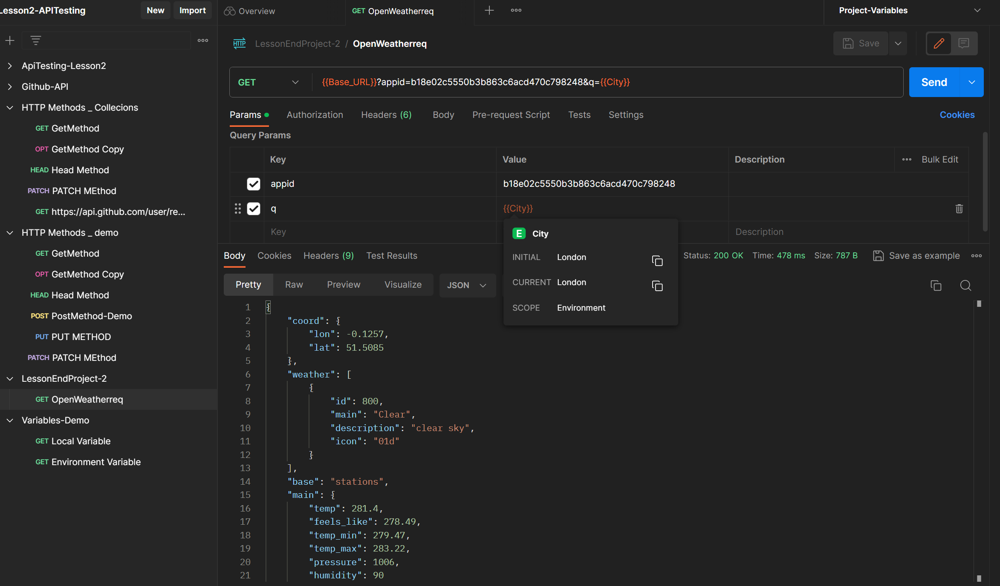 Lesson2-APITesting
New
Import
Overview
GET OpenWeatherreq
Project-Variables
HTTP LessonEndProject-2 / OpenWeatherreq
Save
ApiTesting-Lesson2
Github-API
HTTP Methods _ Collecions
GET GetMethod
OPT GetMethod Copy
HEAD Head Method
PATCH PATCH MEthod
GET https://api.github.com/user/re...
HTTP Methods _ demo
GET GetMethod
OPT GetMethod Copy
HEAD Head Method
POST PostMethod-Demo
PUT PUT METHOD
PATCH PATCH MEthod
LessonEndProject-2
GET OpenWeatherreq
Variables-Demo
GET Local Variable
GET Environment Variable
GET {{Base_URL}}?appid=b18e02c5550b3b863c6acd470c798248&q={{City}}
Send
Params Authorization Headers (6) Body Pre-request Script Tests Settings Cookies
Query Params
Key Value Description Bulk Edit
appid b18e02c5550b3b863c6acd470c798248
q {{City}}
Key Description
E City
INITIAL London
CURRENT London
SCOPE Environment
Body Cookies Headers (9) Test Results
Status: 200 OK Time: 478 ms Size: 787 B Save as example
Pretty Raw Preview Visualize JSON
1 {
2 "coord": {
3 "lon": -0.1257,
4 "lat": 51.5085
5 },
6 "weather": [
7 {
8 "id": 800,
9 "main": "Clear",
10 "description": "clear sky",
11 "icon": "01d"
12 }
13 ],
14 "base": "stations",
15 "main": {
16 "temp": 281.4,
17 "feels_like": 278.49,
18 "temp_min": 279.47,
19 "temp_max": 283.22,
20 "pressure": 1006,
21 "humidity": 90